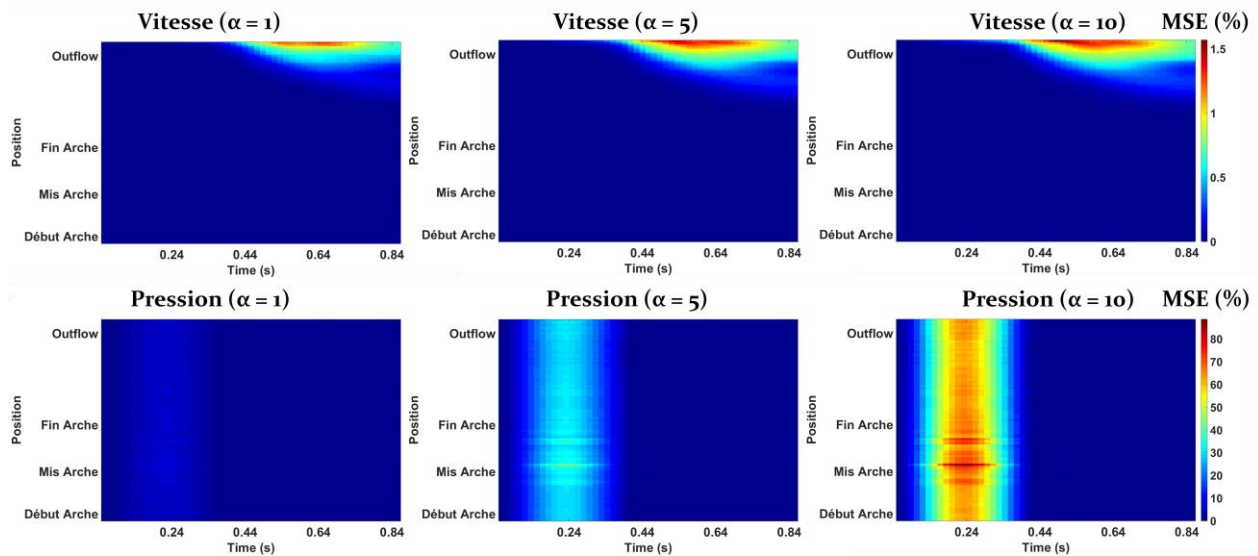 Vitesse (α = 1)
Vitesse (α = 5)
Vitesse (α = 10)
MSE (%)
Position
Outflow
Fin Arche
Mis Arche
Début Arche
0.24 0.44 0.64 0.84
Time (s)
Position
Outflow
Fin Arche
Mis Arche
Début Arche
0.24 0.44 0.64 0.84
Time (s)
Position
Outflow
Fin Arche
Mis Arche
Début Arche
0.24 0.44 0.64 0.84
Time (s)
1.5
1
0.5
0
Pression (α = 1)
Pression (α = 5)
Pression (α = 10)
MSE (%)
Position
Outflow
Fin Arche
Mis Arche
Début Arche
0.24 0.44 0.64 0.84
Time (s)
Position
Outflow
Fin Arche
Mis Arche
Début Arche
0.24 0.44 0.64 0.84
Time (s)
Position
Outflow
Fin Arche
Mis Arche
Début Arche
0.24 0.44 0.64 0.84
Time (s)
80
70
60
50
40
30
20
10
0